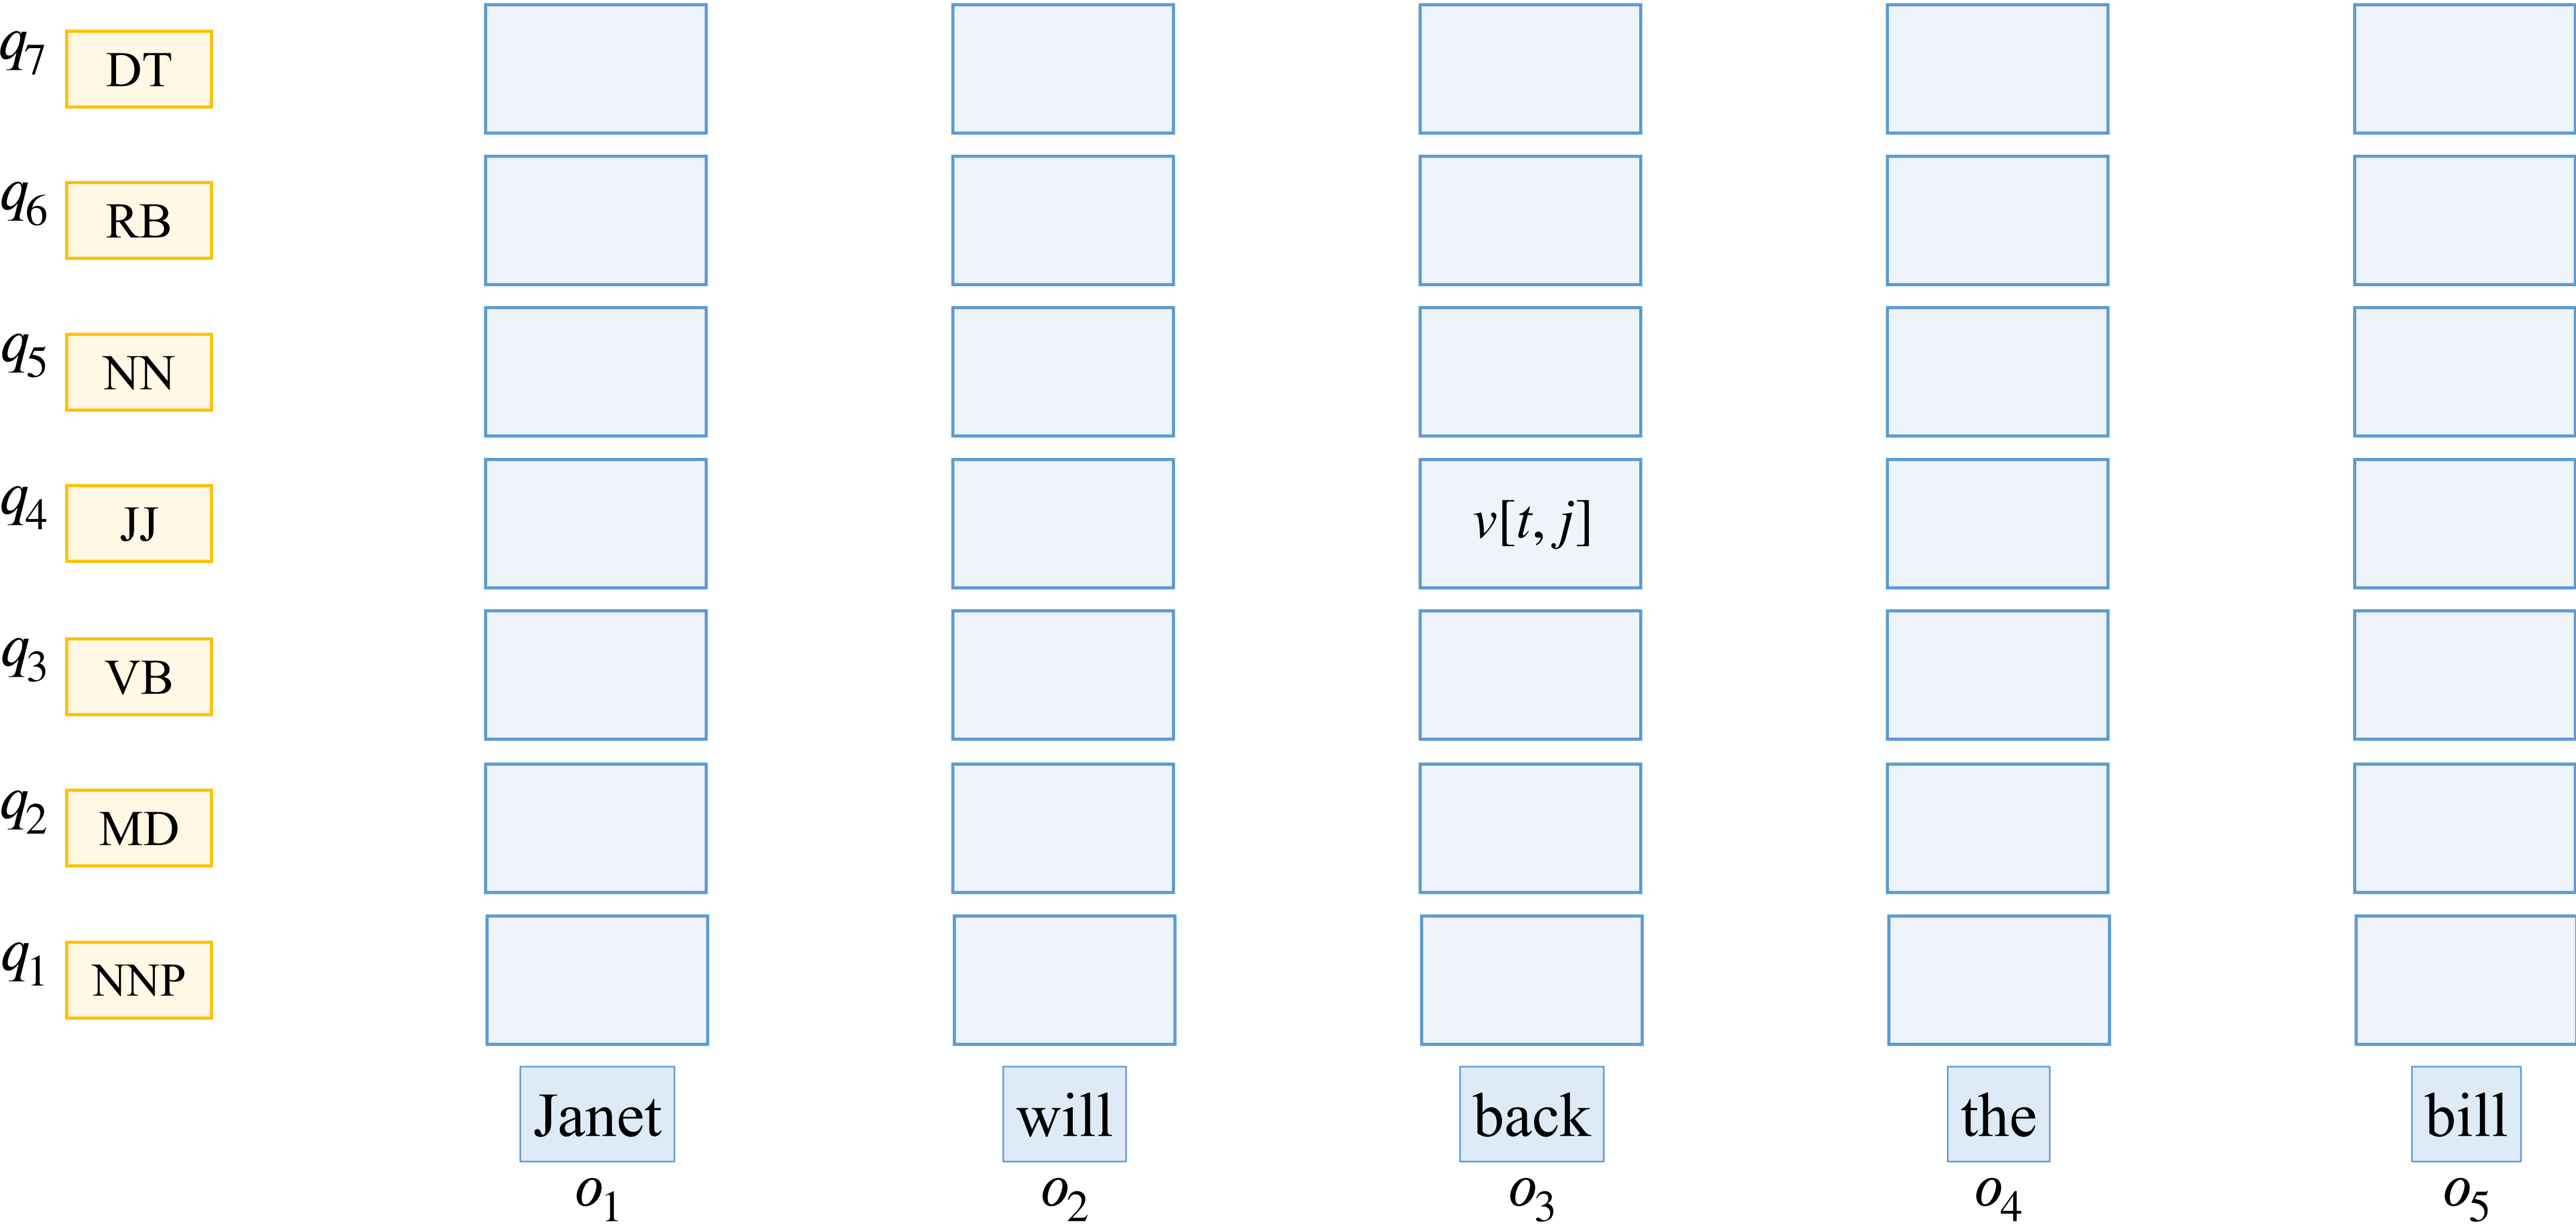 q7 DT
q6 RB
q5 NN
q4 JJ v[t, j]
q3 VB
q2 MD
q1 NNP
Janet will back the bill
o1 o2 o3 o4 o5